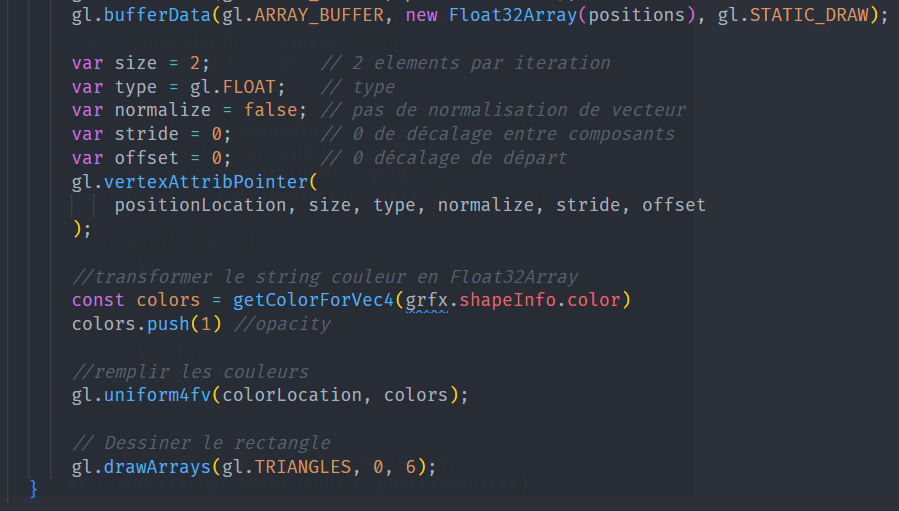 gl.bufferData(gl.ARRAY_BUFFER, new Float32Array(positions), gl.STATIC_DRAW);
var size = 2; // 2 elements par iteration
var type = gl.FLOAT; // type
var normalize = false; // pas de normalisation de vecteur
var stride = 0; // 0 de décalage entre composants
var offset = 0; // 0 décalage de départ
gl.vertexAttribPointer(
positionLocation, size, type, normalize, stride, offset
);
//transformer le string couleur en Float32Array
const colors = getColorForVec4(grfx.shapeInfo.color)
colors.push(1) //opacity
//remplir les couleurs
gl.uniform4fv(colorLocation, colors);
// Dessiner le rectangle
gl.drawArrays(gl.TRIANGLES, 0, 6);
}